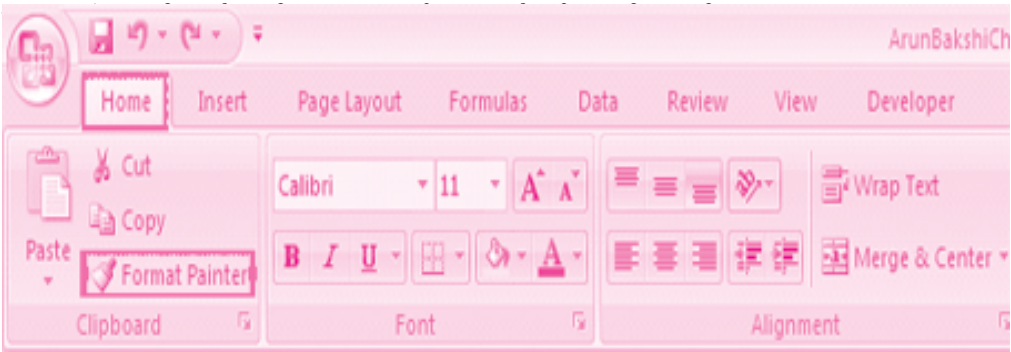 ArunBakshiCh
Home Insert Page Layout Formulas Data Review View Developer
Cut
Copy
Paste
Format Painter
Calibri 11 A A
B I U A
Wrap Text
Merge & Center
Clipboard Font Alignment